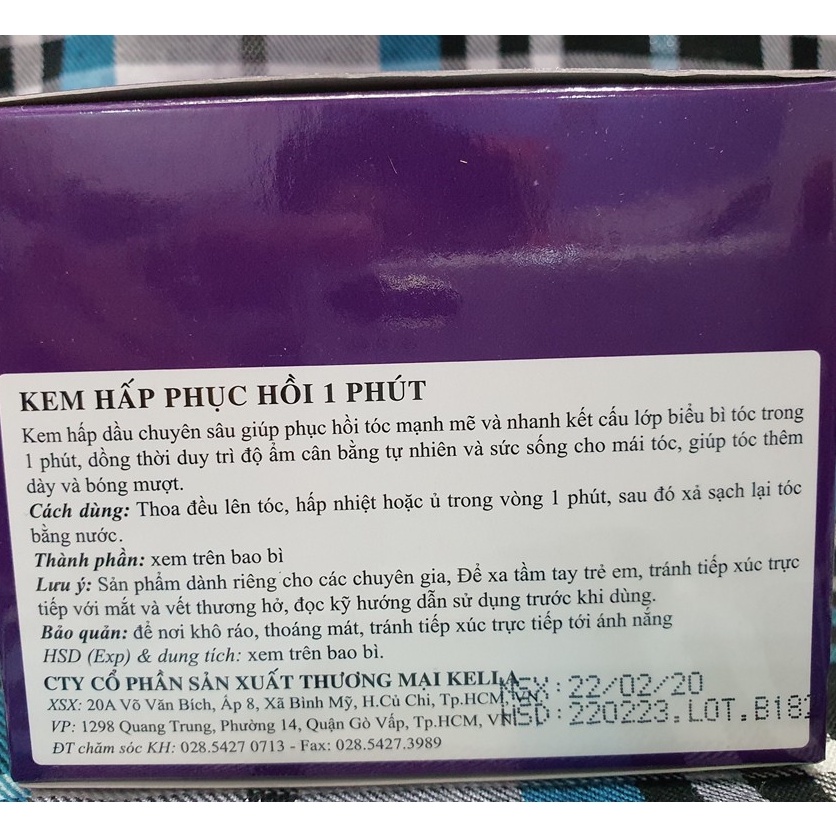 KEM HẤP PHỤC HỒI 1 PHÚT
Kem hấp dầu chuyên sâu giúp phục hồi tóc mạnh mẽ và nhanh kết cấu lớp biểu bì tóc trong
1 phút, dồng thời duy trì độ ẩm cân bằng tự nhiên và sức sống cho mái tóc, giúp tóc thêm
dày và bóng mượt.
Cách dùng: Thoa đều lên tóc, hấp nhiệt hoặc ủ trong vòng 1 phút, sau đó xả sạch lại tóc
bằng nước.
Thành phần: xem trên bao bì
Lưu ý: Sản phẩm dành riêng cho các chuyên gia, Để xa tầm tay trẻ em, tránh tiếp xúc trực
tiếp với mắt và vết thương hở, đọc kỹ hướng dẫn sử dụng trước khi dùng.
Bảo quản: để nơi khô ráo, thoáng mát, tránh tiếp xúc trực tiếp tới ánh nắng
HSD (Exp) & dung tích: xem trên bao bì.
CTY CỔ PHẦN SẢN XUẤT THƯƠNG MẠI KELLA
NSX: 22/02/20
XSX: 20A Võ Văn Bích, Ấp 8, Xã Bình Mỹ, H.Củ Chi, Tp.HCM, VN
HSD: 220223.LOT.B182
VP: 1298 Quang Trung, Phường 14, Quận Gò Vấp, Tp.HCM, VN
ĐT chăm sóc KH: 028.5427 0713 - Fax: 028.5427.3989